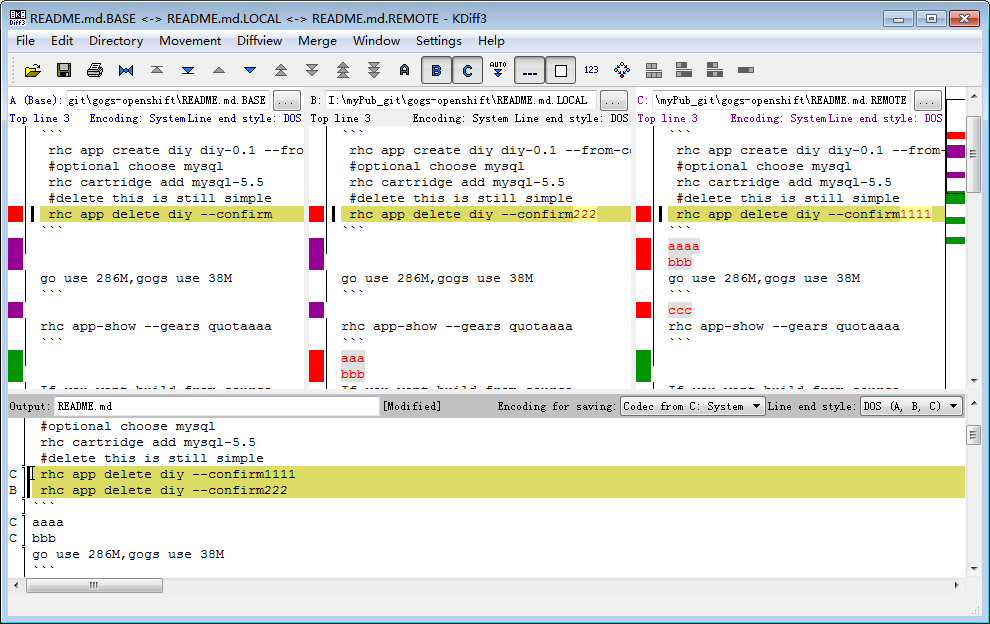 README.md.BASE <-> README.md.LOCAL <-> README.md.REMOTE - KDiff3
File Edit Directory Movement Diffview Merge Window Settings Help
A B C AUTO 123
A (Base): git\gogs-openshift\README.md.BASE ...
Top line 3 Encoding: System Line end style: DOS
```
rhc app create diy diy-0.1 --fro
#optional choose mysql
rhc cartridge add mysql-5.5
#delete this is still simple
rhc app delete diy --confirm
```
go use 286M,gogs use 38M
```
rhc app-show --gears quotaaaa
```
If you want build from source
B: I:\myPub_git\gogs-openshift\README.md.LOCAL ...
Top line 3 Encoding: System Line end style: DOS
```
rhc app create diy diy-0.1 --from-co
#optional choose mysql
rhc cartridge add mysql-5.5
#delete this is still simple
rhc app delete diy --confirm222
```
go use 286M,gogs use 38M
```
rhc app-show --gears quotaaaa
```
aaa
bbb
If you want build from source
C: \myPub_git\gogs-openshift\README.md.REMOTE ...
Top line 3 Encoding: System Line end style: DOS
```
rhc app create diy diy-0.1 --from-
#optional choose mysql
rhc cartridge add mysql-5.5
#delete this is still simple
rhc app delete diy --confirm1111
```
aaaa
bbb
go use 286M,gogs use 38M
```
ccc
rhc app-show --gears quotaaaa
```
If you want build from source
Output: README.md [Modified] Encoding for saving: Codec from C: System Line end style: DOS (A, B, C)
#optional choose mysql
rhc cartridge add mysql-5.5
#delete this is still simple
C rhc app delete diy --confirm1111
B rhc app delete diy --confirm222
```
C aaaa
C bbb
go use 286M,gogs use 38M
```